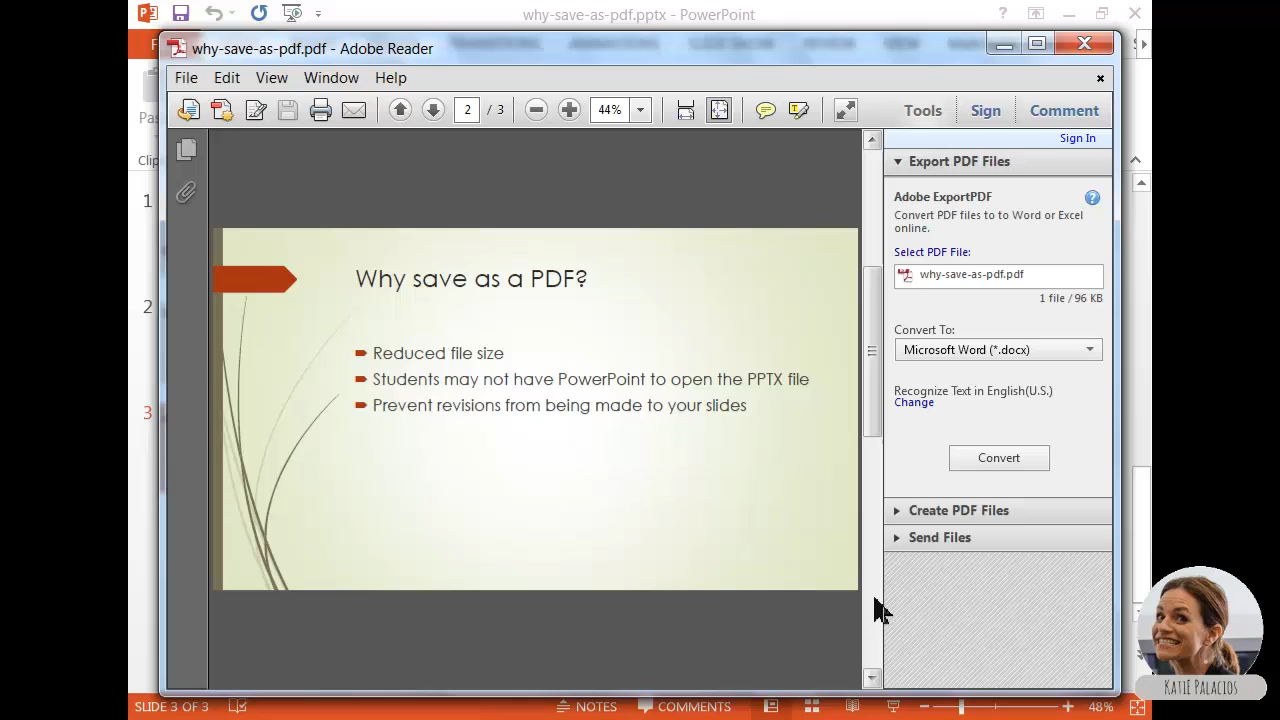 why-save-as-pdf.pptx - PowerPoint
why-save-as-pdf.pdf - Adobe Reader
File Edit View Window Help
2 / 3 44% Tools Sign Comment
Sign In
Export PDF Files
Adobe ExportPDF
Convert PDF files to to Word or Excel
online.
Select PDF File:
why-save-as-pdf.pdf
1 file / 96 KB
Convert To:
Microsoft Word (*.docx)
Recognize Text in English(U.S.)
Change
Convert
Create PDF Files
Send Files
1
2
3
Why save as a PDF?
Reduced file size
Students may not have PowerPoint to open the PPTX file
Prevent revisions from being made to your slides
KATIE PALACIOS
SLIDE 3 OF 3 NOTES COMMENTS 48%